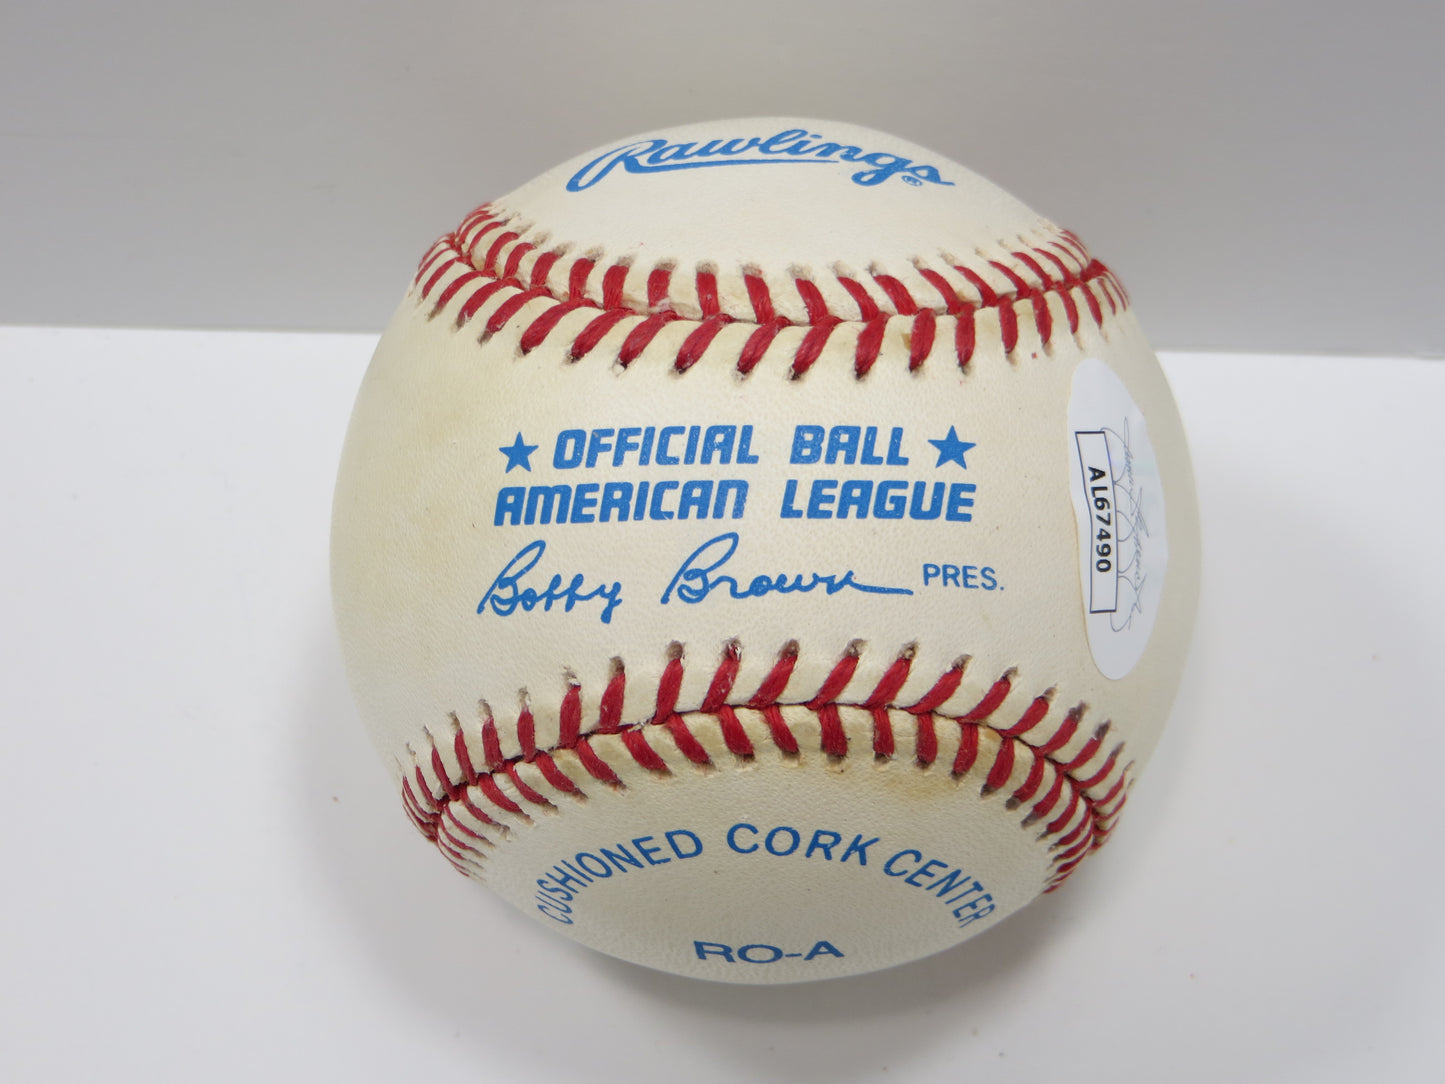 Rawlings®
★ OFFICIAL BALL ★
AMERICAN LEAGUE
Bobby Brown PRES.
AL67490
CUSHIONED CORK CENTER
RO-A